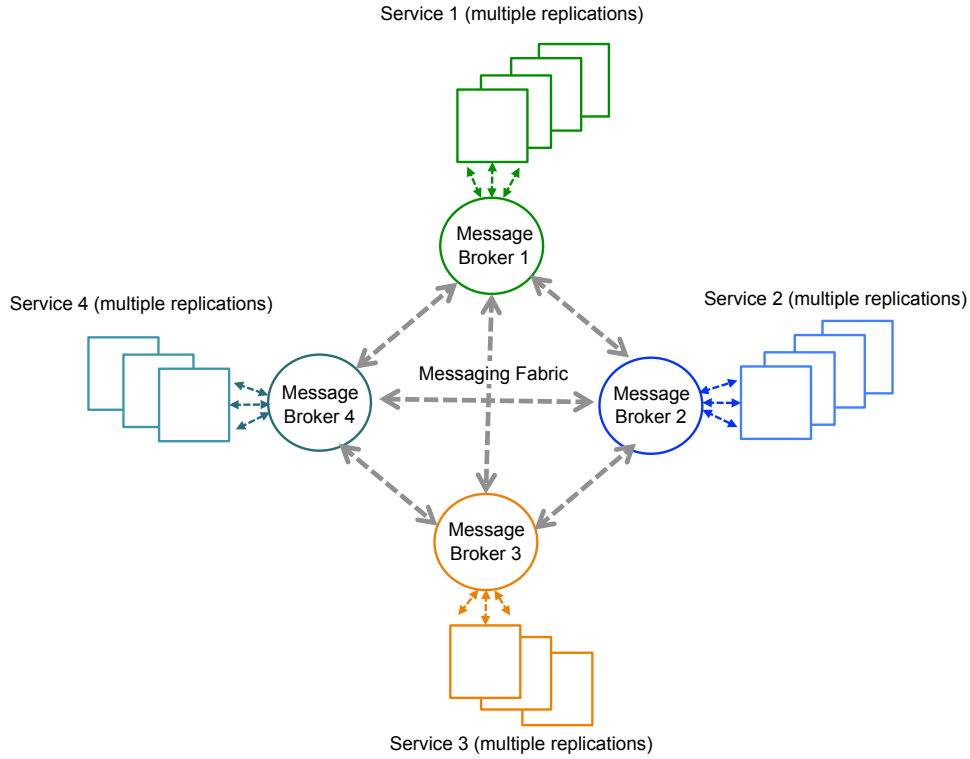 Service 1 (multiple replications)
Message
Broker 1
Service 4 (multiple replications)
Service 2 (multiple replications)
Messaging Fabric
Message
Broker 4
Message
Broker 2
Message
Broker 3
Service 3 (multiple replications)